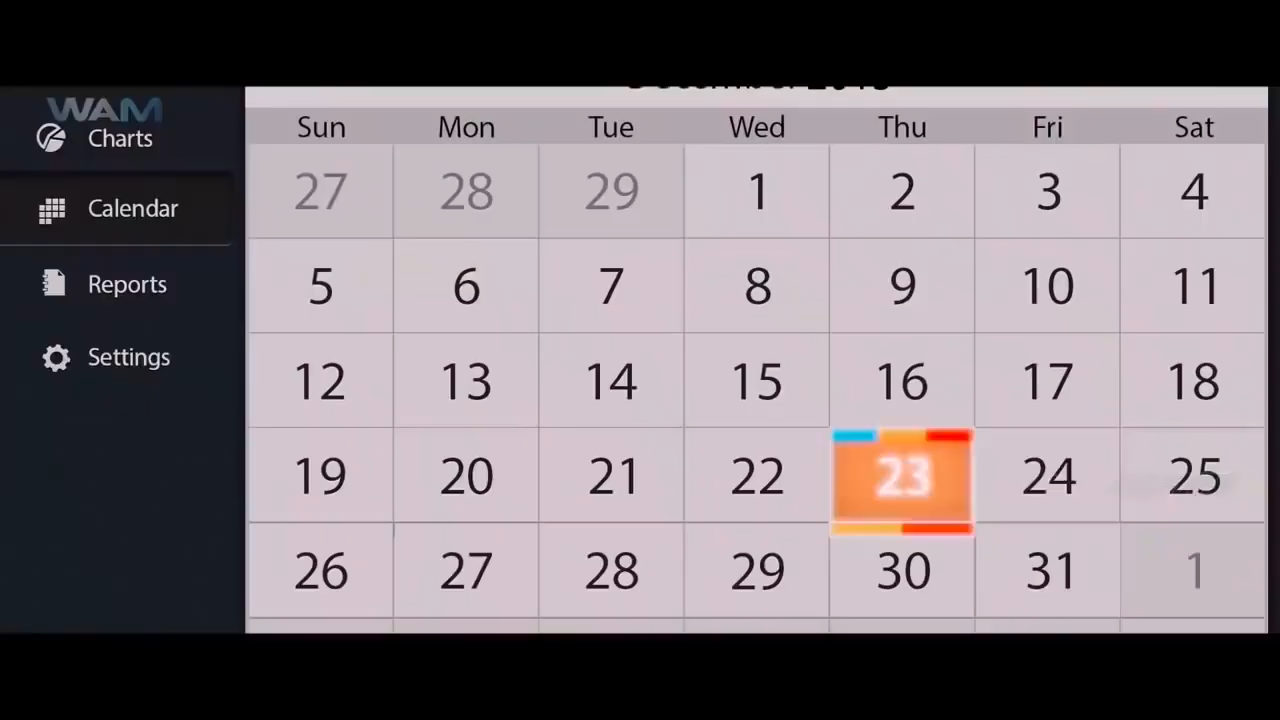 WAM
Charts
Calendar
Reports
Settings
Sun Mon Tue Wed Thu Fri Sat
27 28 29 1 2 3 4
5 6 7 8 9 10 11
12 13 14 15 16 17 18
19 20 21 22 23 24 25
26 27 28 29 30 31 1